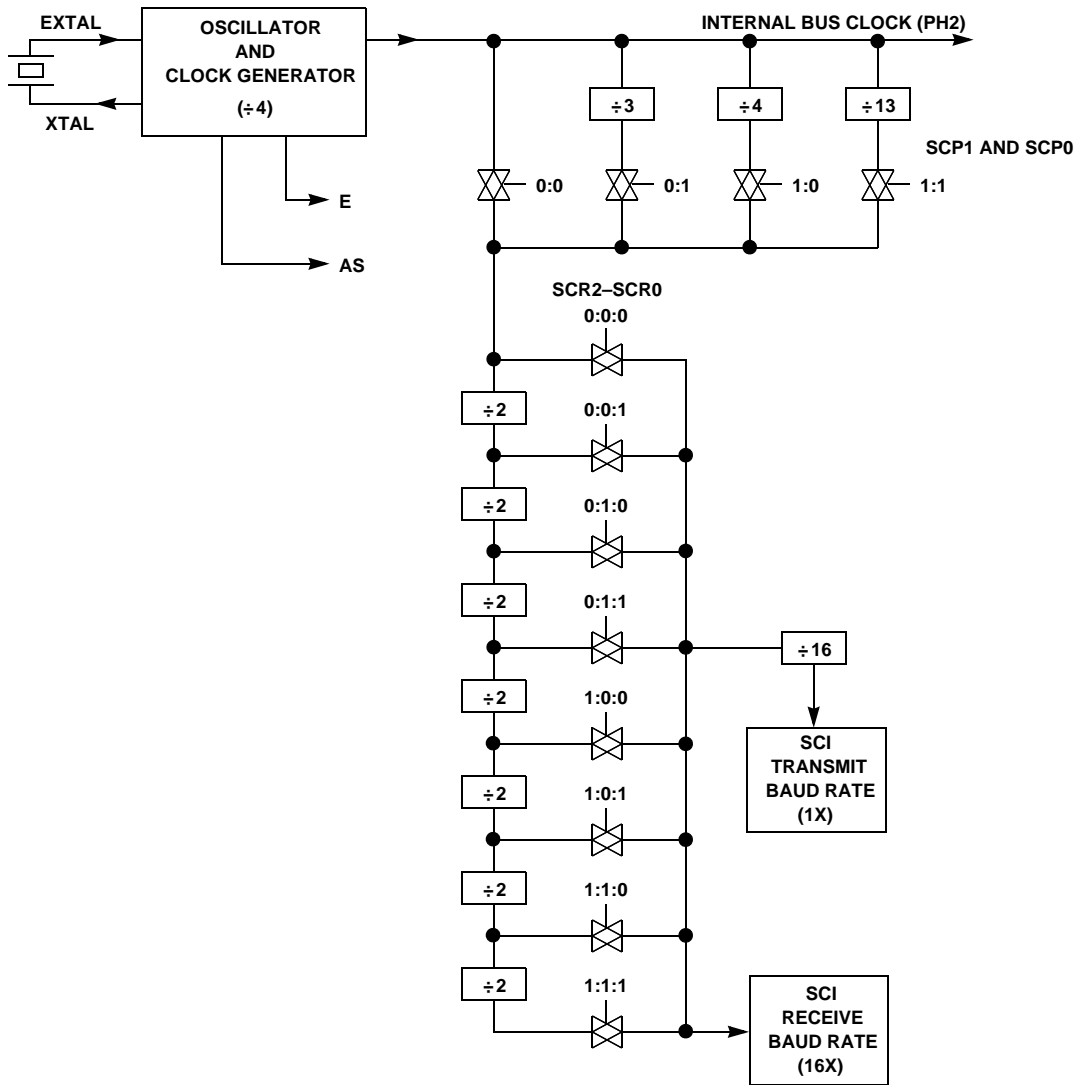 EXTAL
XTAL
OSCILLATOR
AND
CLOCK GENERATOR
(÷4)
E
AS
INTERNAL BUS CLOCK (PH2)
÷3
÷4
÷13
SCP1 AND SCP0
0:0
0:1
1:0
1:1
SCR2–SCR0
0:0:0
÷2
0:0:1
÷2
0:1:0
÷2
0:1:1
÷16
÷2
1:0:0
SCI
TRANSMIT
BAUD RATE
(1X)
÷2
1:0:1
÷2
1:1:0
÷2
1:1:1
SCI
RECEIVE
BAUD RATE
(16X)